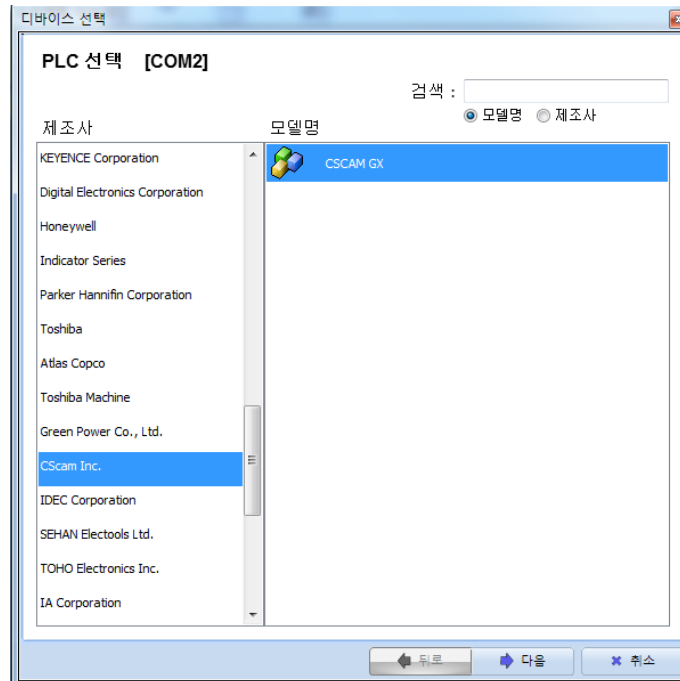 디바이스 선택
PLC 선택 [COM2]
검색 :
모델명 제조사
제조사
모델명
KEYENCE Corporation
Digital Electronics Corporation
Honeywell
Indicator Series
Parker Hannifin Corporation
Toshiba
Atlas Copco
Toshiba Machine
Green Power Co., Ltd.
CScam Inc.
IDEC Corporation
SEHAN Electools Ltd.
TOHO Electronics Inc.
IA Corporation
CSCAM GX
뒤로 다음 취소